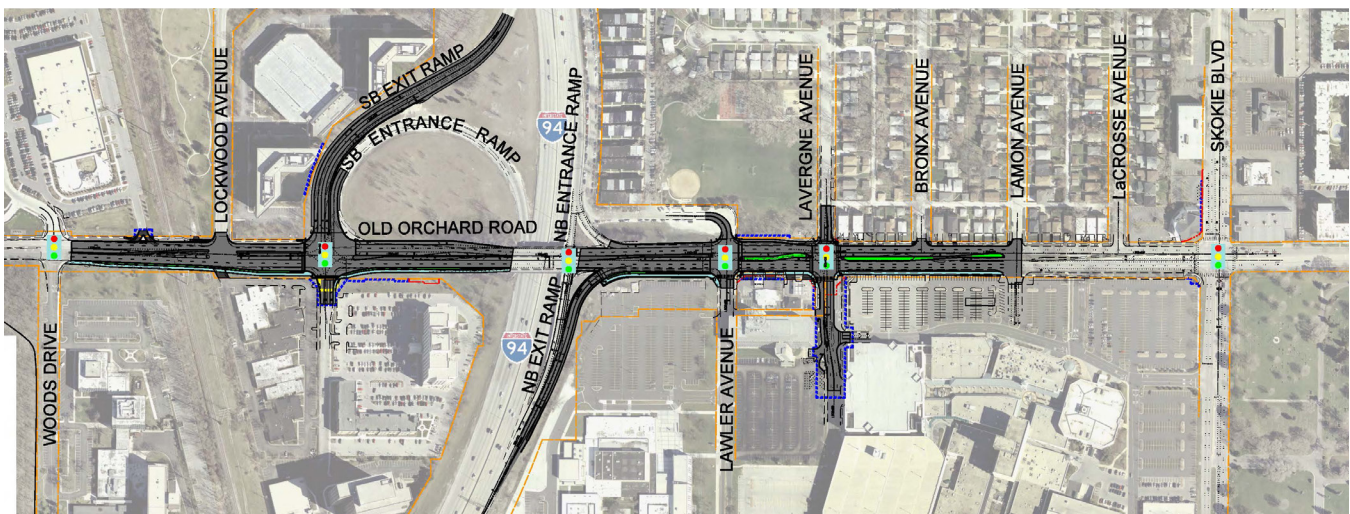 WOODS DRIVE
LOCKWOOD AVENUE
SB EXIT RAMP
SB ENTRANCE RAMP
OLD ORCHARD ROAD
94
NB ENTRANCE RAMP
94
NB EXIT RAMP
LAWLER AVENUE
LAVERGNE AVENUE
BRONX AVENUE
LAMON AVENUE
LaCROSSE AVENUE
SKOKIE BLVD